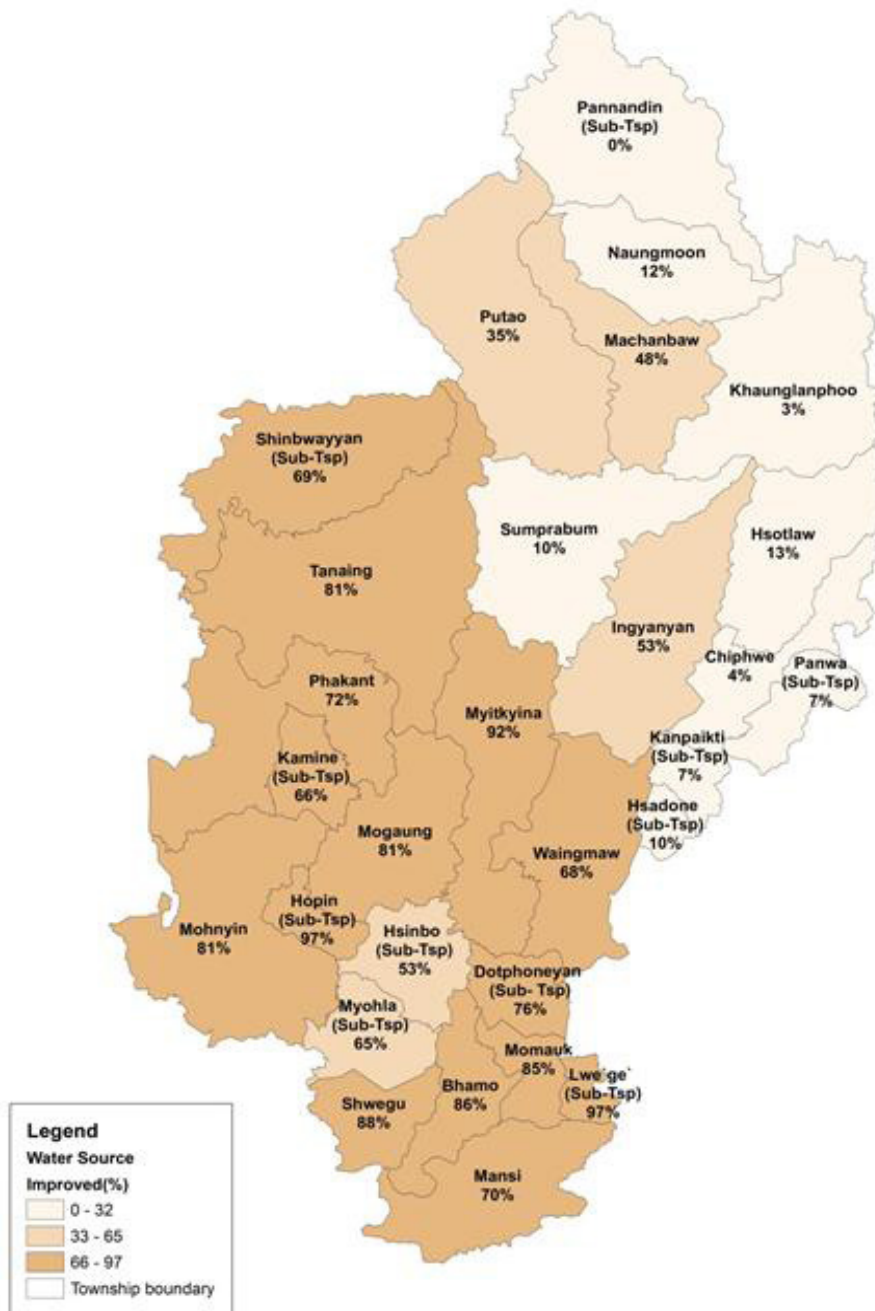 Pannandin
(Sub-Tsp)
0%
Naungmoon
12%
Putao
35%
Machanbaw
48%
Khaunglanphoo
3%
Shinbwayyan
(Sub-Tsp)
69%
Sumprabum
10%
Hsotlaw
13%
Tanaing
81%
Ingyanyan
53%
Chiphwe
4%
Panwa
(Sub-Tsp)
7%
Phakant
72%
Myitkyina
92%
Kanpaikti
(Sub-Tsp)
7%
Kamine
(Sub-Tsp)
66%
Hsadone
(Sub-Tsp)
10%
Mogaung
81%
Waingmaw
68%
Hopin
(Sub-Tsp)
97%
Mohnyin
81%
Hsinbo
(Sub-Tsp)
53%
Dotphoneyan
(Sub- Tsp)
76%
Myohla
(Sub-Tsp)
65%
Momauk
85%
Lwe`ge`
(Sub-Tsp)
97%
Bhamo
86%
Shwegu
88%
Mansi
70%
Legend
Water Source
Improved(%)
0 - 32
33 - 65
66 - 97
Township boundary